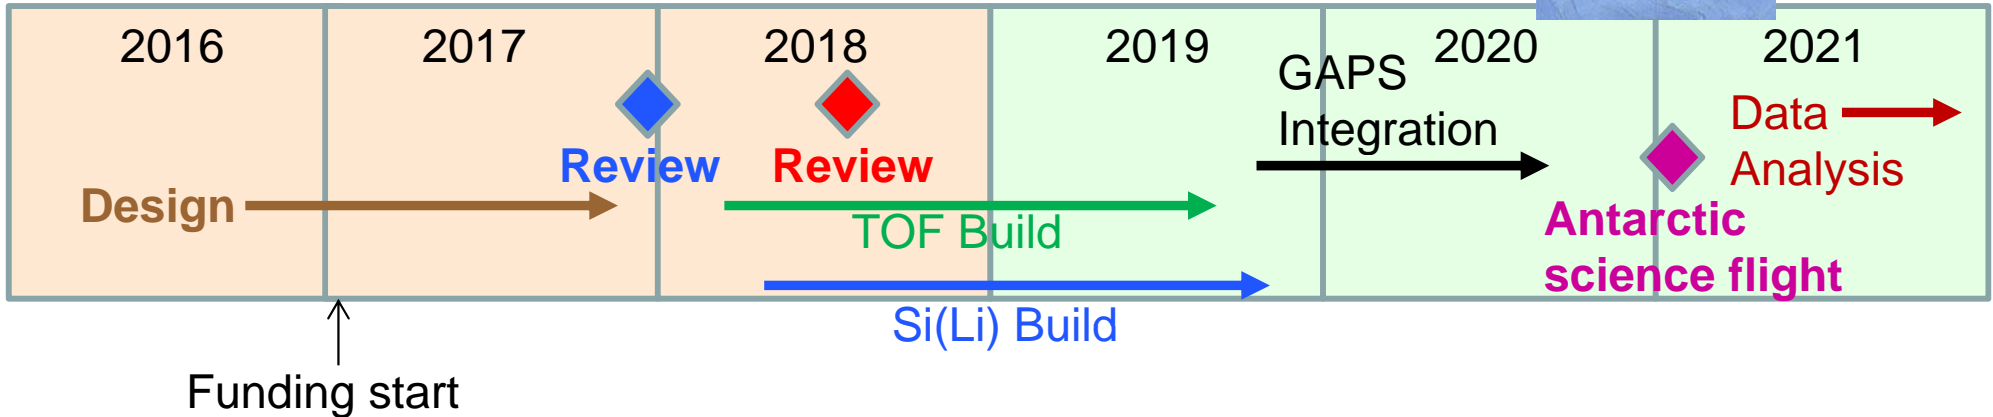 2016
2017
2018
2019
2020
2021
GAPS
Integration
Data
Analysis
Review
Review
Design
TOF Build
Antarctic
science flight
Si(Li) Build
Funding start